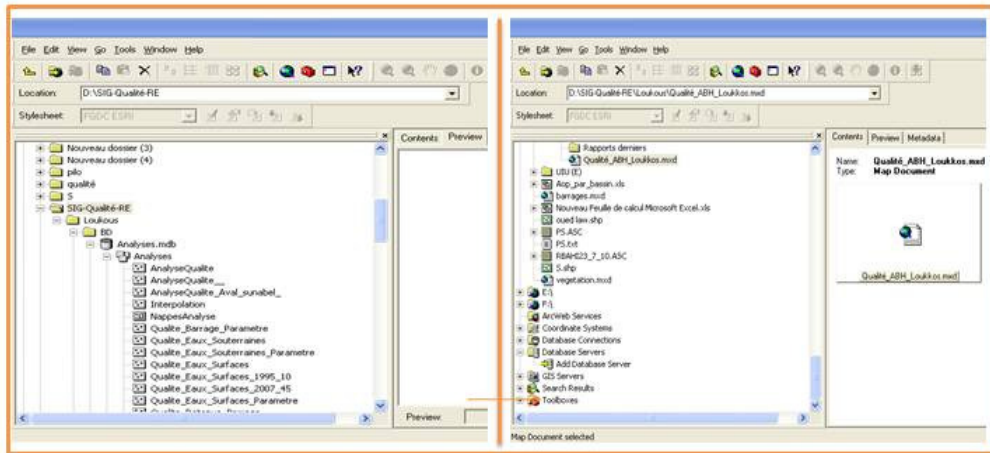 File Edit View Go Tools Window Help
Location: D:\SIG-Qualité-RE
Stylesheet: FGDC ESRI
Nouveau dossier (3)
Nouveau dossier (4)
pilo
qualité
S
SIG-Qualité-RE
Loukous
BD
Analyses.mdb
Analyses
AnalyseQualite
AnalyseQualite__
AnalyseQualite_Aval_sunabel_
Interpolation
NappesAnalyse
Qualite_Barrage_Parametre
Qualite_Eaux_Souterraines
Qualite_Eaux_Souterraines_Parametre
Qualite_Eaux_Surfaces
Qualite_Eaux_Surfaces_1995_10
Qualite_Eaux_Surfaces_2007_45
Qualite_Eaux_Surfaces_Parametre
Contents Preview
Preview:
File Edit View Go Tools Window Help
Location: D:\SIG-Qualité-RE\Loukous\Qualité_ABH_Loukkos.mxd
Stylesheet: FGDC ESRI
Rapports derniers
Qualité_ABH_Loukkos.mxd
UIU (E)
Aop_par_bassin.xls
barrages.mxd
Nouveau Feuille de calcul Microsoft Excel.xls
oued law.shp
PS.ASC
PS.txt
RBAHI23_7_10.ASC
S.shp
vegetation.mxd
E:\
F:\
ArcWeb Services
Coordinate Systems
Database Connections
Database Servers
Add Database Server
GIS Servers
Search Results
Toolboxes
Contents Preview Metadata
Name: Qualité_ABH_Loukkos.mxd
Type: Map Document
Qualité_ABH_Loukkos.mxd
Map Document selected